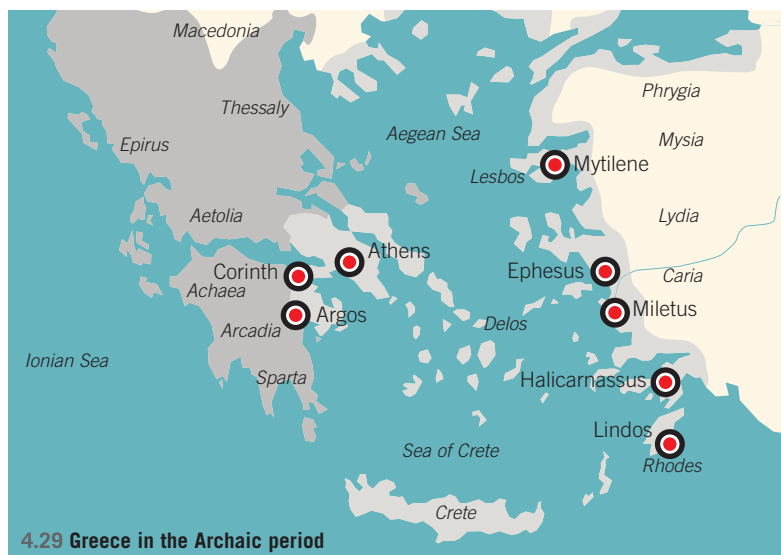 Macedonia
Phrygia
Thessaly
Aegean Sea
Mysia
Epirus
Mytilene
Lesbos
Aetolia
Lydia
Athens
Corinth
Ephesus
Caria
Achaea
Miletus
Argos
Delos
Arcadia
Ionian Sea
Sparta
Halicarnassus
Lindos
Sea of Crete
Rhodes
Crete
4.29 Greece in the Archaic period